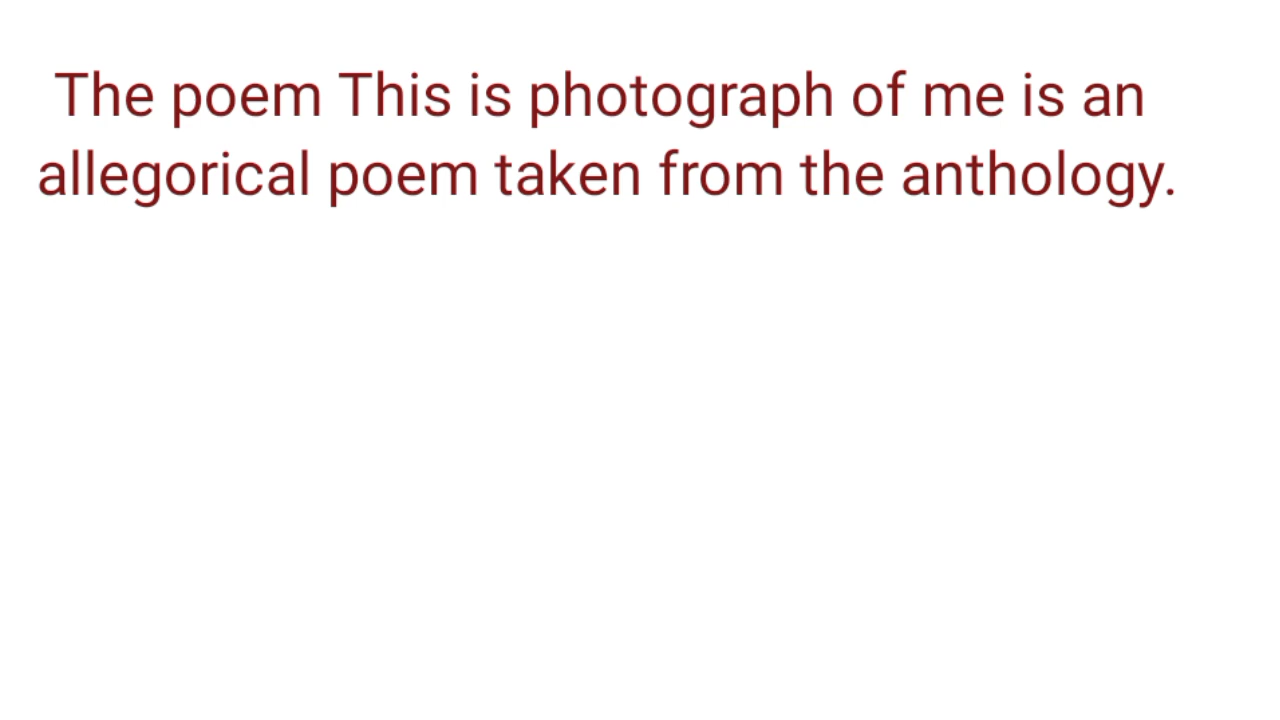 The poem This is photograph of me is an
allegorical poem taken from the anthology.